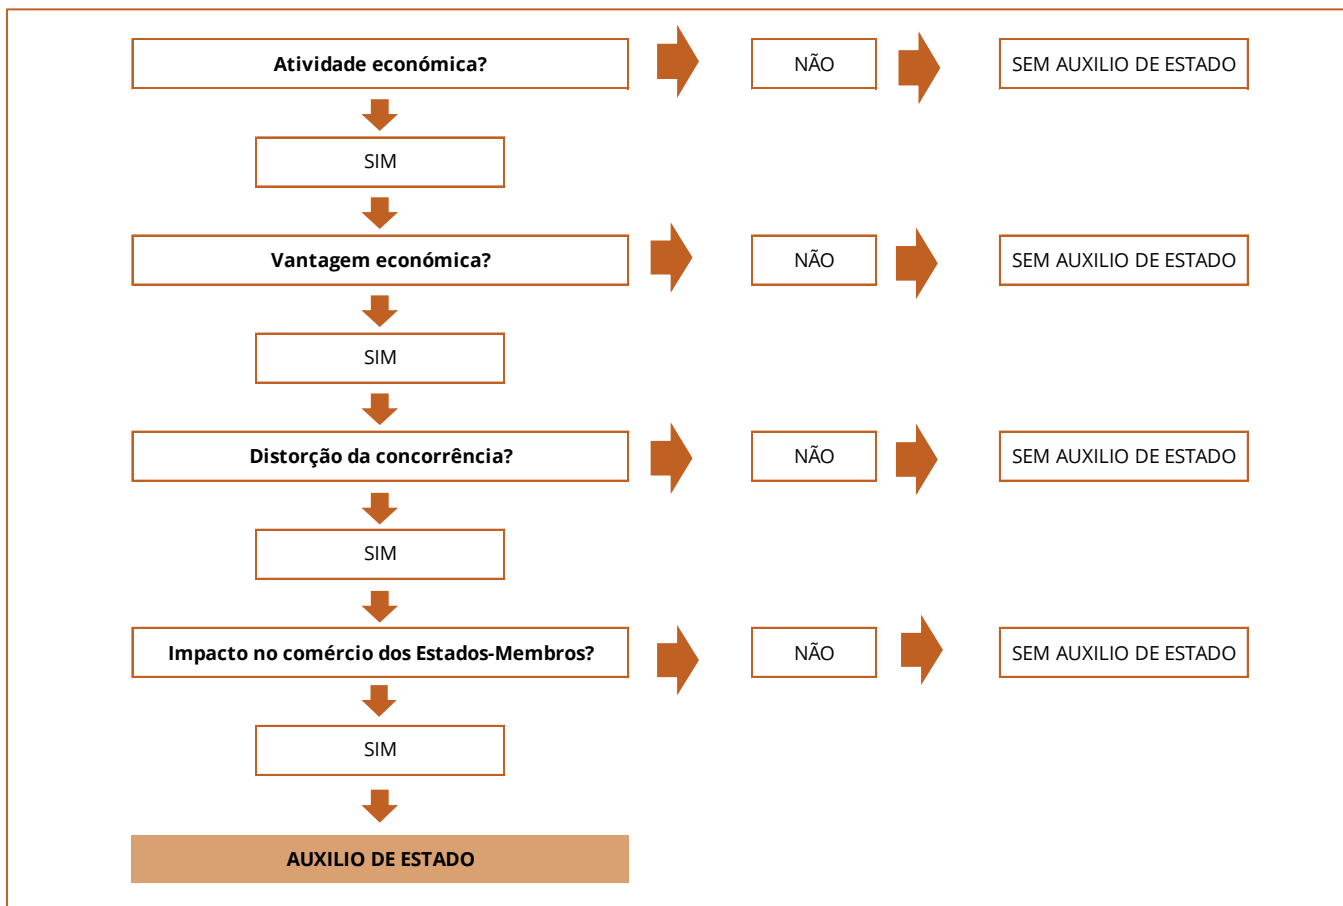 Atividade económica?
NÃO
SEM AUXILIO DE ESTADO
SIM
Vantagem económica?
NÃO
SEM AUXILIO DE ESTADO
SIM
Distorção da concorrência?
NÃO
SEM AUXILIO DE ESTADO
SIM
Impacto no comércio dos Estados-Membros?
NÃO
SEM AUXILIO DE ESTADO
SIM
AUXILIO DE ESTADO